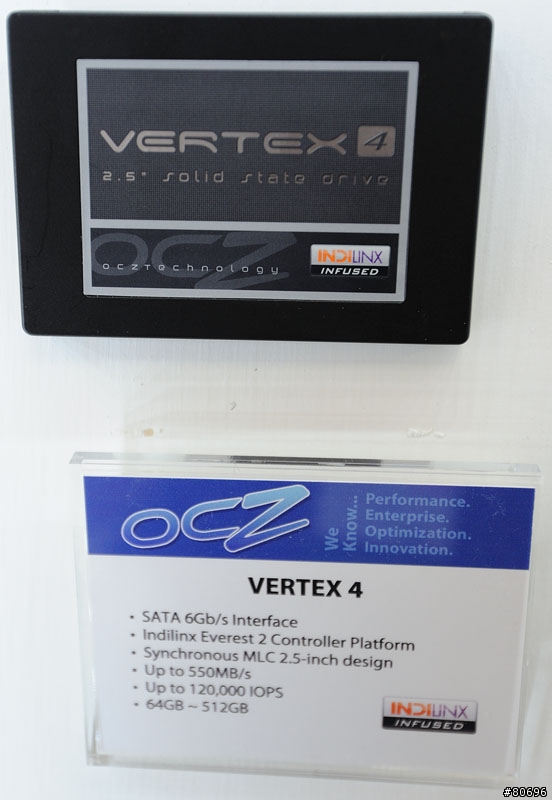 VERTEX 4
2.5" solid state drive
OCZ
OCZTechnology
INDILINX
INFUSED
OCZ
We Know...
Performance.
Enterprise.
Optimization.
Innovation.
VERTEX 4
• SATA 6Gb/s Interface
• Indilinx Everest 2 Controller Platform
• Synchronous MLC 2.5-inch design
• Up to 550MB/s
• Up to 120,000 IOPS
• 64GB ~ 512GB
INDILINX
INFUSED
#80696